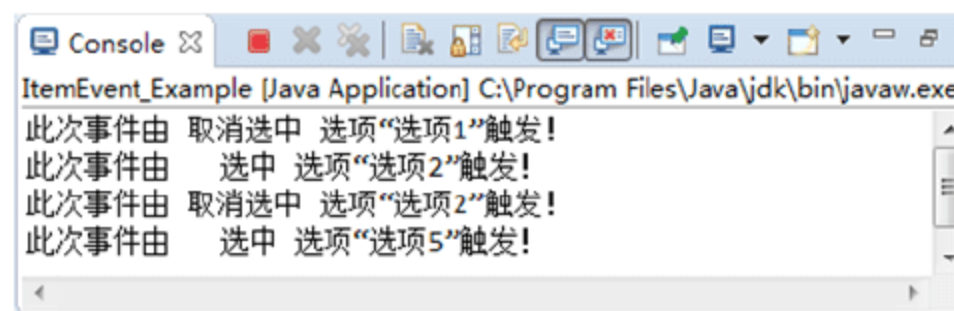 Console
ItemEvent_Example [Java Application] C:\Program Files\Java\jdk\bin\javaw.exe
此次事件由 取消选中 选项“选项1”触发!
此次事件由   选中 选项“选项2”触发!
此次事件由 取消选中 选项“选项2”触发!
此次事件由   选中 选项“选项5”触发!